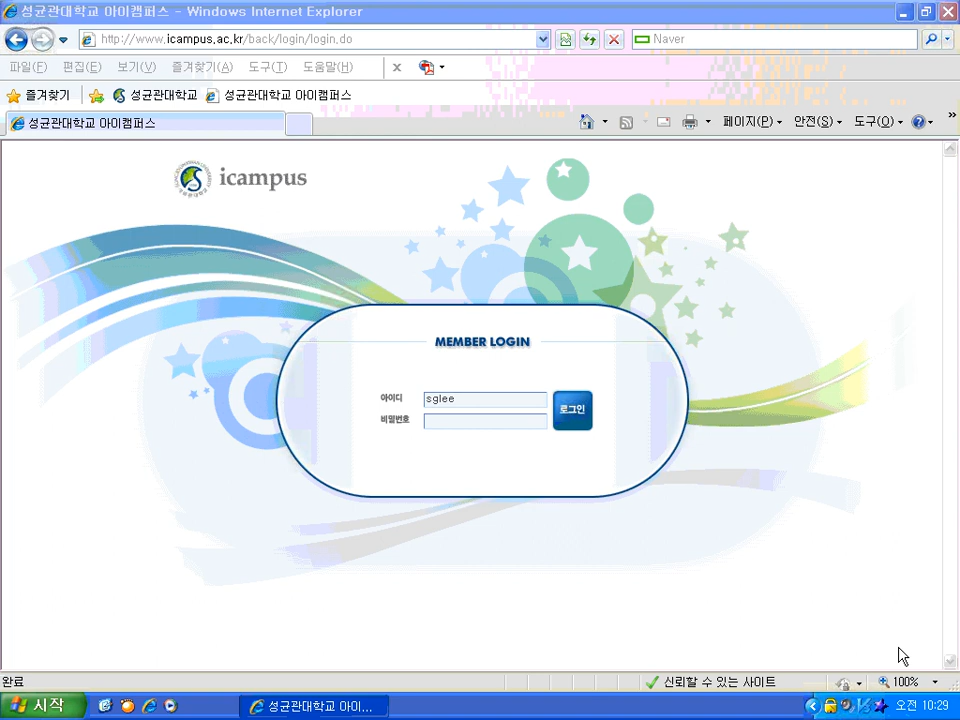 성균관대학교 아이캠퍼스 - Windows Internet Explorer
http://www.icampus.ac.kr/back/login/login.do
Naver
파일(F) 편집(E) 보기(V) 즐겨찾기(A) 도구(T) 도움말(H)
즐겨찾기 성균관대학교 성균관대학교 아이캠퍼스
성균관대학교 아이캠퍼스
페이지(P) 안전(S) 도구(O)
icampus
MEMBER LOGIN
아이디 sglee
비밀번호
로그인
완료
신뢰할 수 있는 사이트
100%
시작
성균관대학교 아이...
오전 10:29